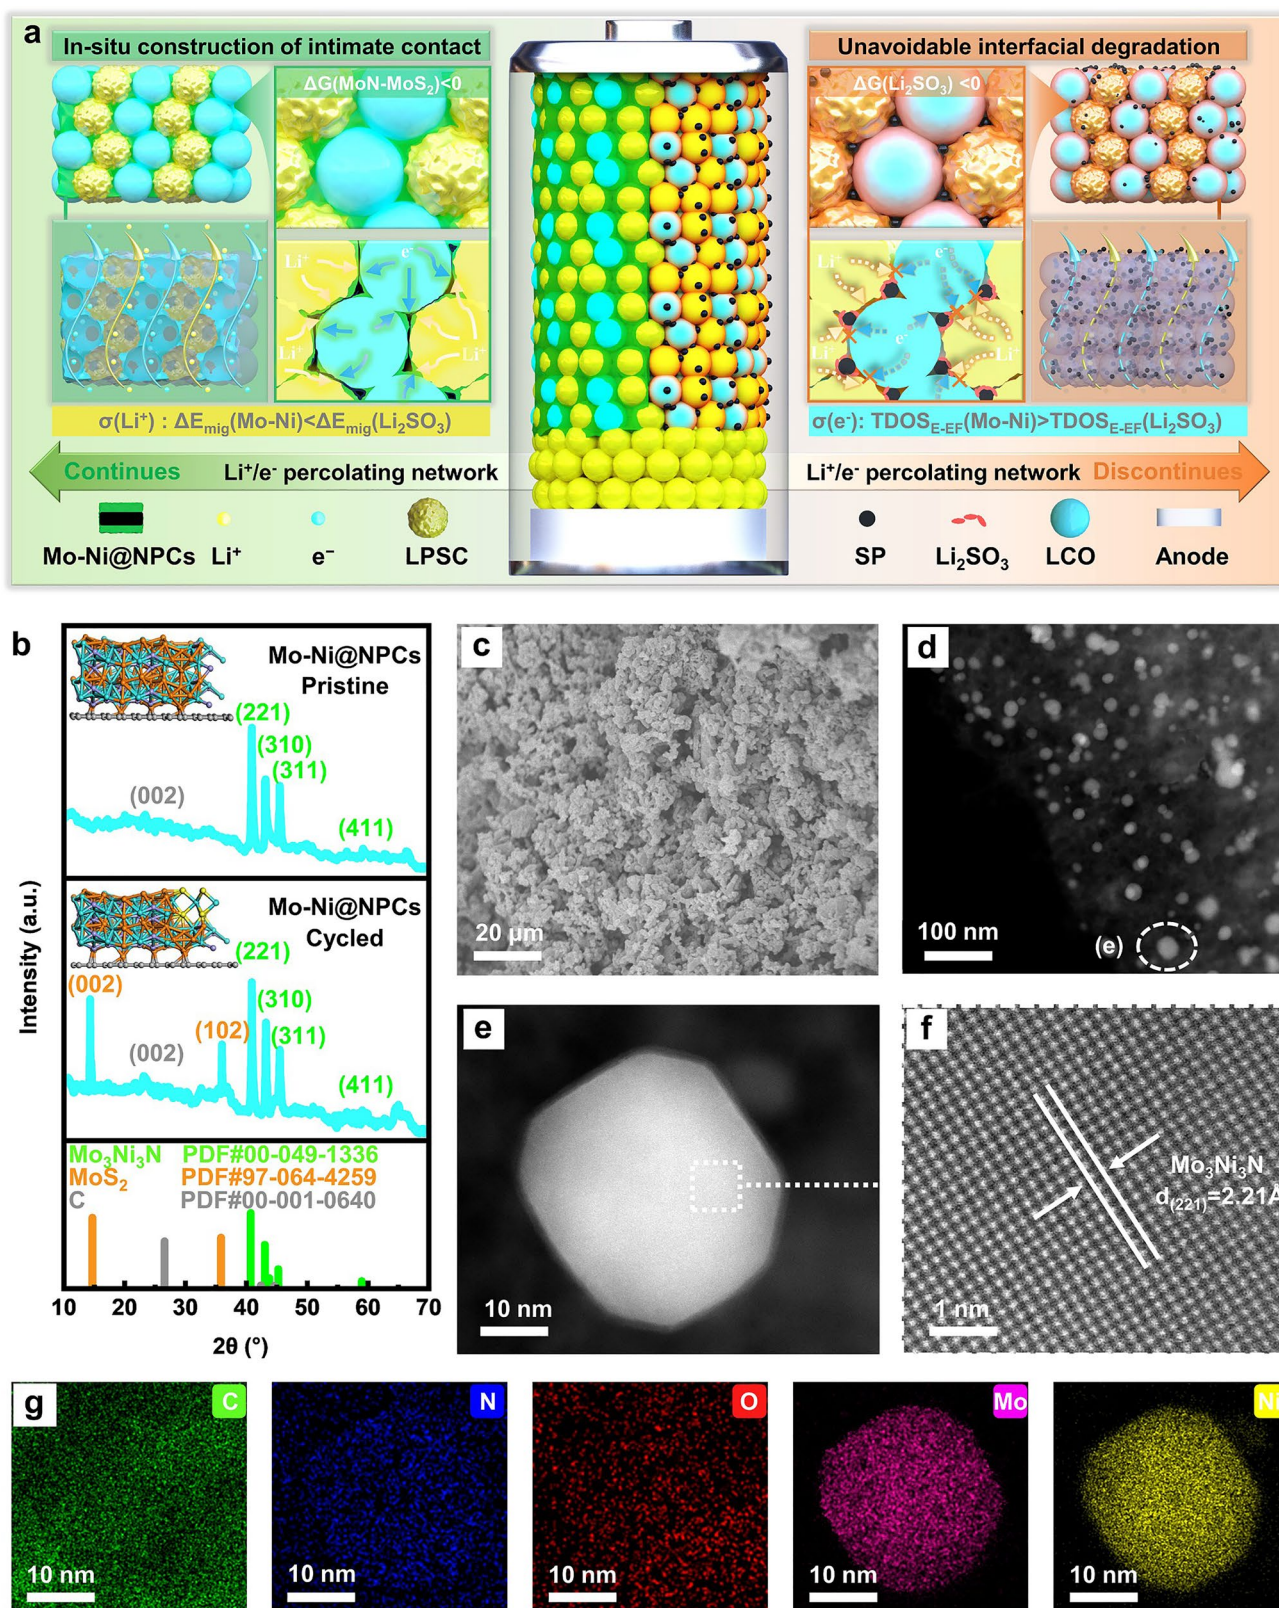 a
In-situ construction of intimate contact
Unavoidable interfacial degradation
ΔG(MoN-MoS₂)<0
ΔG(Li₂SO₃) <0
Li⁺
e⁻
Li⁺
Li⁺
e⁻
e⁻
Li⁺
Li⁺
σ(Li⁺) : ΔE_mig(Mo-Ni)<ΔE_mig(Li₂SO₃)
σ(e⁻): TDOS_E-EF(Mo-Ni)>TDOS_E-EF(Li₂SO₃)
Continues
Li⁺/e⁻ percolating network
Li⁺/e⁻ percolating network
Discontinues
Mo-Ni@NPCs
Li⁺
e⁻
LPSC
SP
Li₂SO₃
LCO
Anode
b
Mo-Ni@NPCs
Pristine
(221)
(310)
(311)
(002)
(411)
Mo-Ni@NPCs
Cycled
(221)
(002)
(310)
(102)
(311)
(002)
(411)
Mo₃Ni₃N PDF#00-049-1336
MoS₂ PDF#97-064-4259
C PDF#00-001-0640
10 20 30 40 50 60 70
2θ (°)
Intensity (a.u.)
c
20 μm
d
100 nm
(e)
e
10 nm
f
Mo₃Ni₃N
d₍₂₂₁₎=2.21Å
1 nm
g
C
10 nm
N
10 nm
O
10 nm
Mo
10 nm
Ni
10 nm